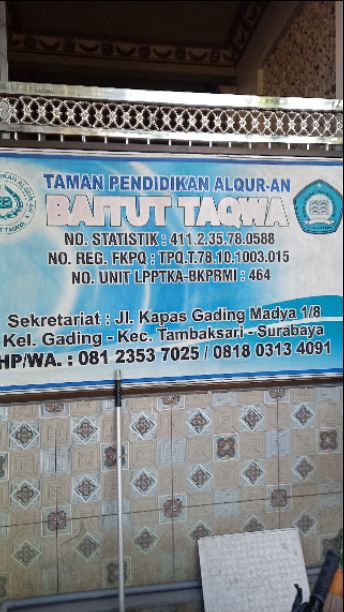 TAMAN PENDIDIKAN ALQUR-AN
BAITUT TAQWA
NO. STATISTIK : 411.2.35.78.0588
NO. REG. FKPQ : TPQ.T.78.10.1003.015
NO. UNIT LPPTKA-BKPRMI : 464
Sekretariat : Jl. Kapas Gading Madya 1/8
Kel. Gading - Kec. Tambaksari - Surabaya
HP/WA. : 081 2353 7025 / 0818 0313 4091